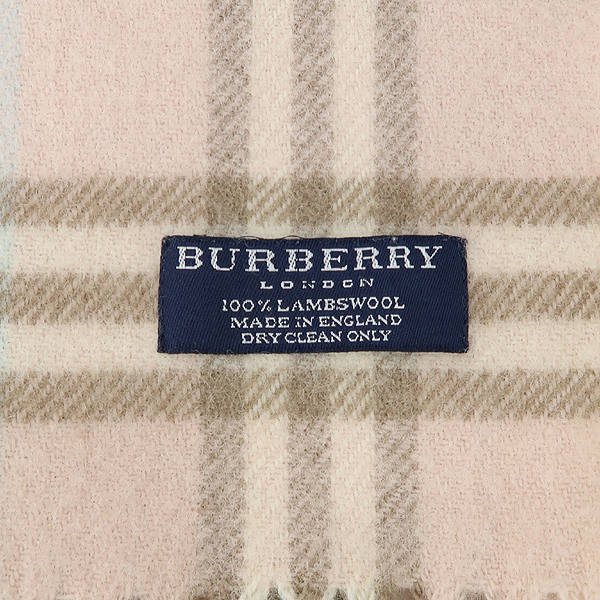 BURBERRY
LONDON
100% LAMBSWOOL
MADE IN ENGLAND
DRY CLEAN ONLY